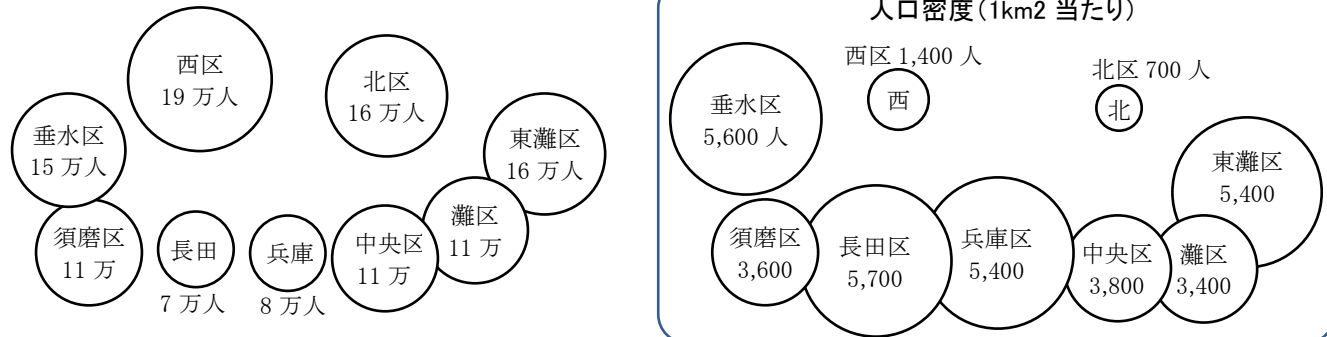 西区
19 万人
北区
16 万人
垂水区
15 万人
東灘区
16 万人
須磨区
11 万
長田
7 万人
兵庫
8 万人
中央区
11 万
灘区
11 万
人口密度（1km2 当たり）
西区 1,400 人
西
北区 700 人
北
垂水区
5,600 人
東灘区
5,400
須磨区
3,600
長田区
5,700
兵庫区
5,400
中央区
3,800
灘区
3,400